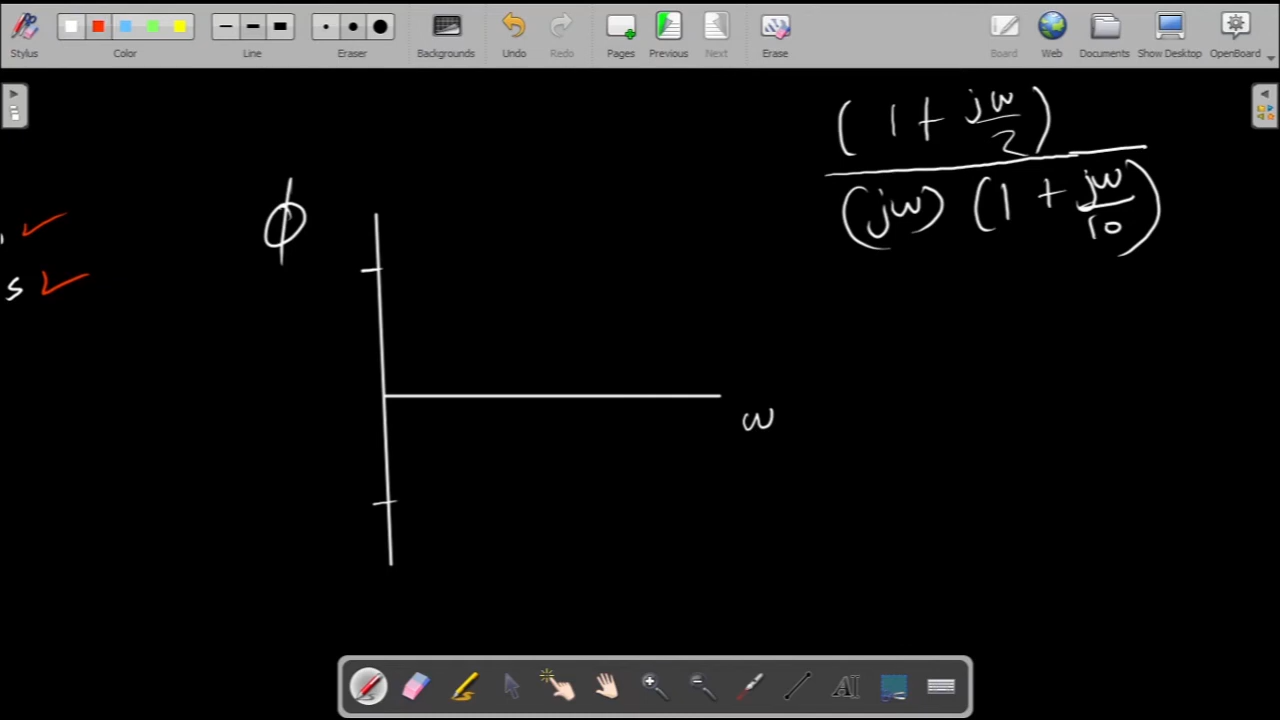 Stylus Color Line Eraser Backgrounds Undo Redo Pages Previous Next Erase Board Web Documents Show Desktop OpenBoard
(1 + jω/2)
(jω) (1 + jω/10)
ϕ
s
ω
AI